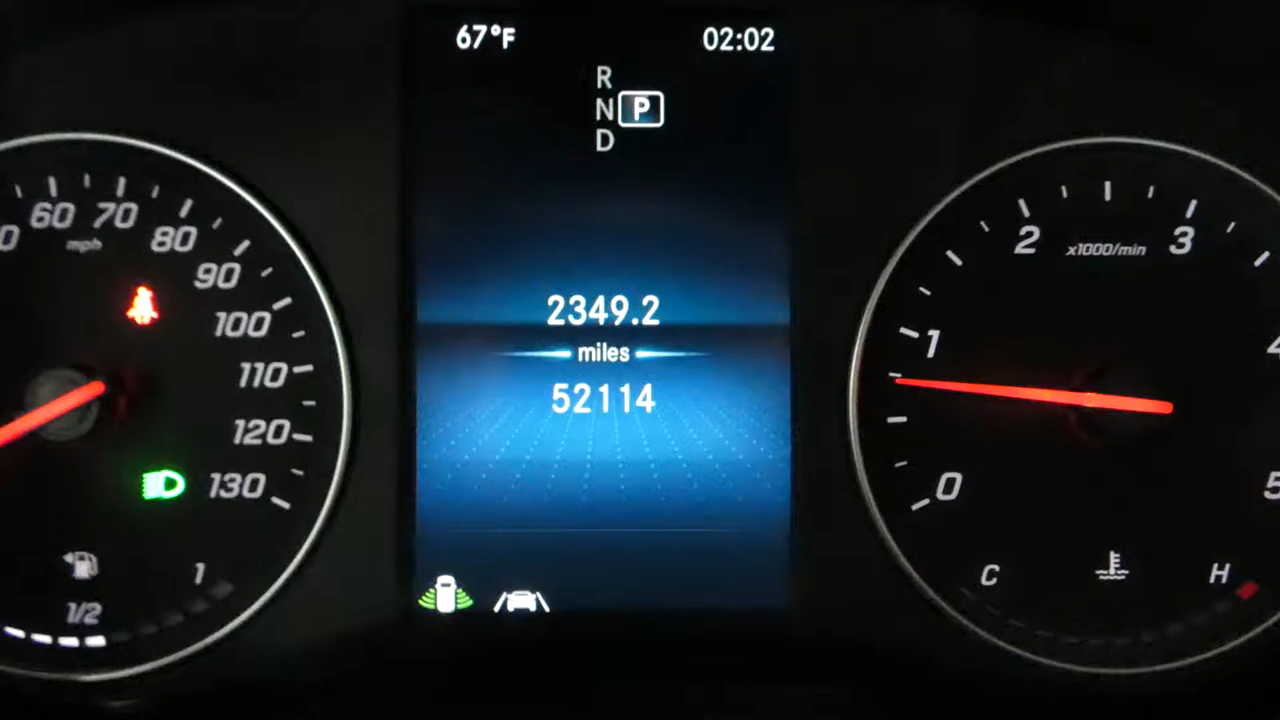 67°F 02:02
R
N P
D
60 70 80 90 100 110 120 130
mph
1/2 1
2349.2
miles
52114
0 1 2 3
x1000/min
C H